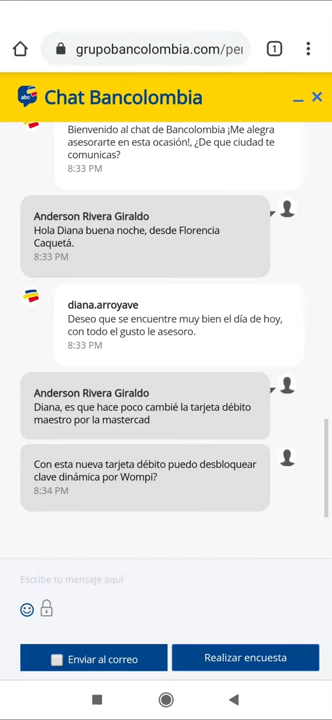 grupobancolombia.com/per
1
abc
Chat Bancolombia
Bienvenido al chat de Bancolombia ¡Me alegra
asesorarte en esta ocasión!, ¿De que ciudad te
comunicas?
8:33 PM
Anderson Rivera Giraldo
Hola Diana buena noche, desde Florencia
Caquetá.
8:33 PM
diana.arroyave
Deseo que se encuentre muy bien el día de hoy,
con todo el gusto le asesoro.
8:33 PM
Anderson Rivera Giraldo
Diana, es que hace poco cambié la tarjeta débito
maestro por la mastercad
Con esta nueva tarjeta débito puedo desbloquear
clave dinámica por Wompi?
8:34 PM
Escribe tu mensaje aquí
Enviar al correo
Realizar encuesta